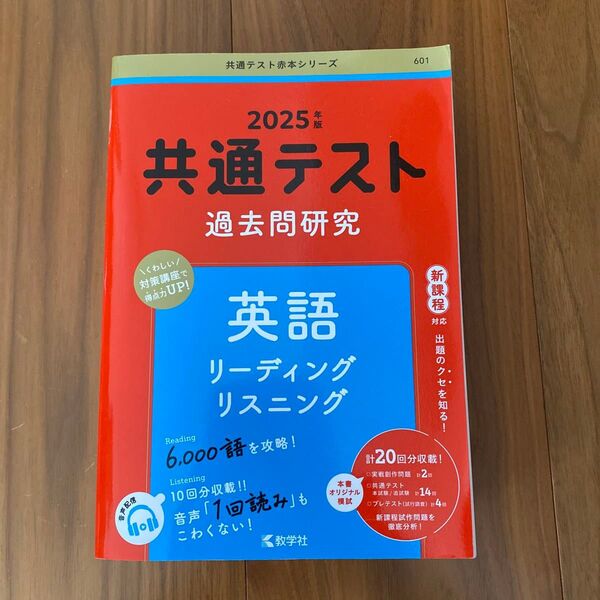 共通テスト赤本シリーズ 601
2025年版
共通テスト
過去問研究
くわしい
対策講座で
得点力UP!
新課程
対応
出題のクセを知る!
英語
リーディング
リスニング
Reading
6,000語を攻略!
Listening
10回分収載!!
音声「1回読み」も
こわくない!
音声配信
本書
オリジナル
模試
計20回分収載!
実戦創作問題 計2回
共通テスト
本試験/追試験 計14回
プレテスト(試行調査) 計4回
新課程試作問題を
徹底分析!
教学社